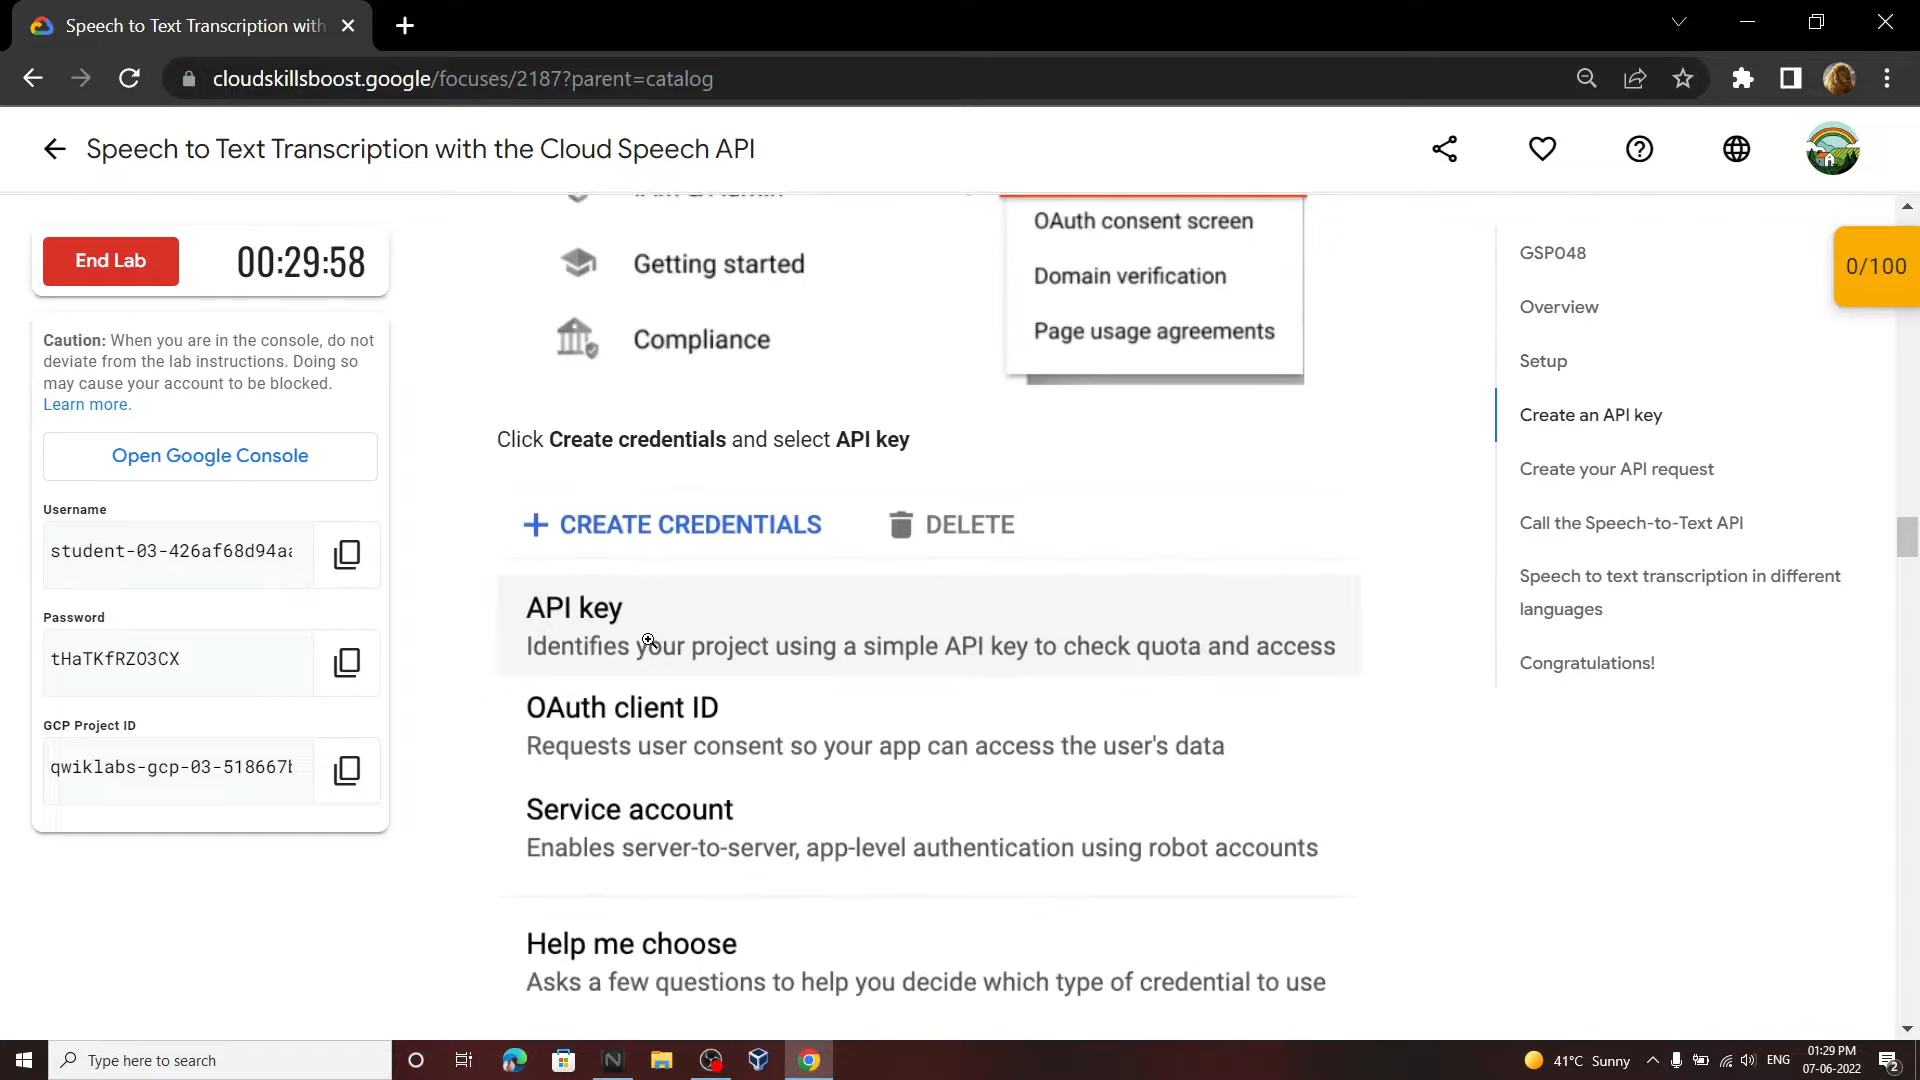 Speech to Text Transcription with
cloudskillsboost.google/focuses/2187?parent=catalog
Speech to Text Transcription with the Cloud Speech API
End Lab
00:29:58
Caution: When you are in the console, do not
deviate from the lab instructions. Doing so
may cause your account to be blocked.
Learn more.
Open Google Console
Username
student-03-426af68d94a
Password
tHaTKfRZO3CX
GCP Project ID
qwiklabs-gcp-03-518667
Getting started
Compliance
OAuth consent screen
Domain verification
Page usage agreements
Click Create credentials and select API key
+ CREATE CREDENTIALS
DELETE
API key
Identifies your project using a simple API key to check quota and access
OAuth client ID
Requests user consent so your app can access the user's data
Service account
Enables server-to-server, app-level authentication using robot accounts
Help me choose
Asks a few questions to help you decide which type of credential to use
GSP048
Overview
Setup
Create an API key
Create your API request
Call the Speech-to-Text API
Speech to text transcription in different
languages
Congratulations!
0/100
Type here to search
41°C Sunny
ENG
01:29 PM
07-06-2022
2